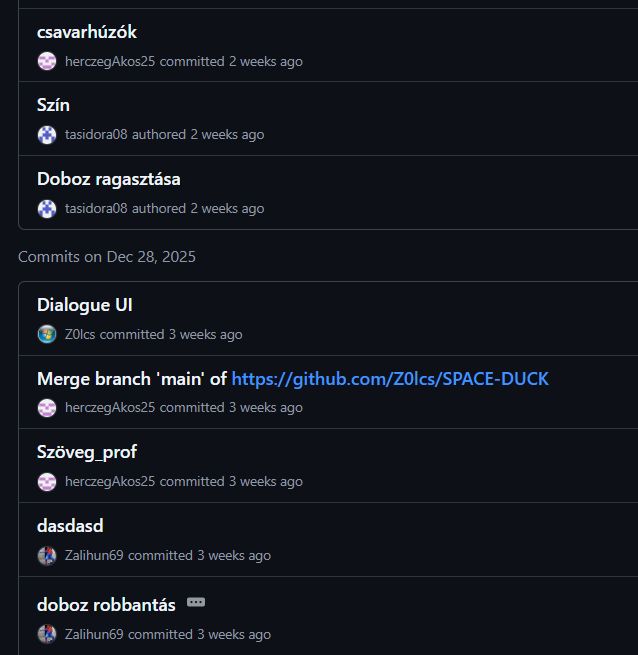 csavarhúzók
herczegAkos25 committed 2 weeks ago
Szín
tasidora08 authored 2 weeks ago
Doboz ragasztása
tasidora08 authored 2 weeks ago
Commits on Dec 28, 2025
Dialogue UI
Z0lcs committed 3 weeks ago
Merge branch 'main' of https://github.com/Z0lcs/SPACE-DUCK
herczegAkos25 committed 3 weeks ago
Szöveg_prof
herczegAkos25 committed 3 weeks ago
dasdasd
Zalihun69 committed 3 weeks ago
doboz robbantás
Zalihun69 committed 3 weeks ago